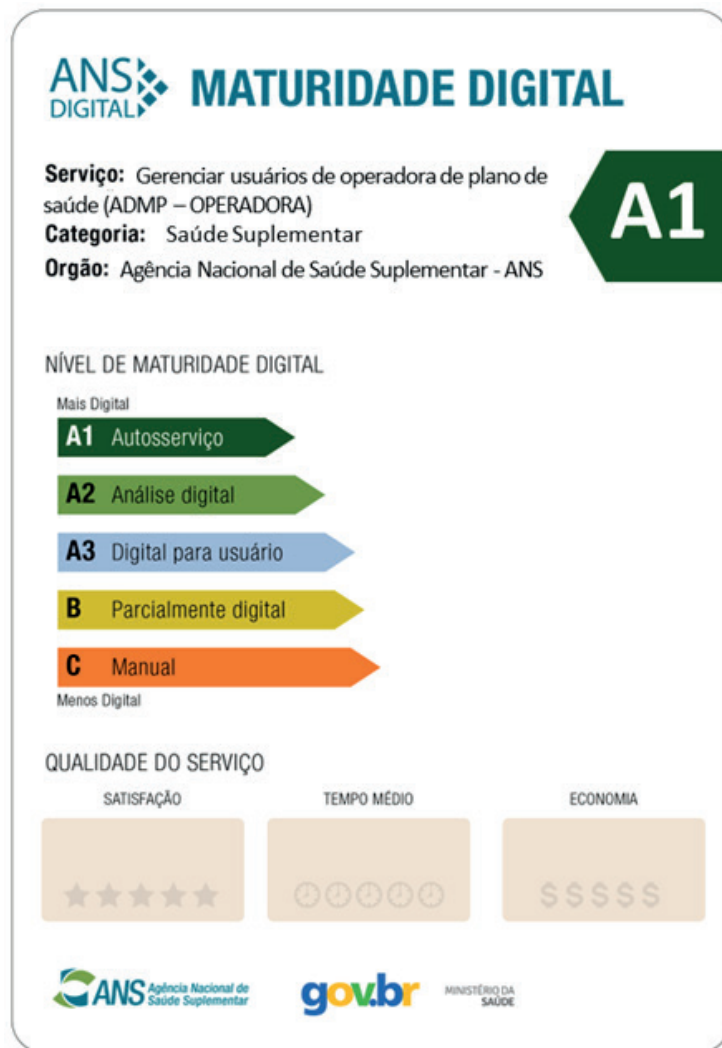 ANS
DIGITAL
MATURIDADE DIGITAL
Serviço: Gerenciar usuários de operadora de plano de
saúde (ADMP – OPERADORA)
Categoria: Saúde Suplementar
Orgão: Agência Nacional de Saúde Suplementar - ANS
A1
NÍVEL DE MATURIDADE DIGITAL
Mais Digital
A1 Autosserviço
A2 Análise digital
A3 Digital para usuário
B Parcialmente digital
C Manual
Menos Digital
QUALIDADE DO SERVIÇO
SATISFAÇÃO TEMPO MÉDIO ECONOMIA
$$$$$
ANS Agência Nacional de
Saúde Suplementar
gov.br
MINISTÉRIO DA
SAÚDE